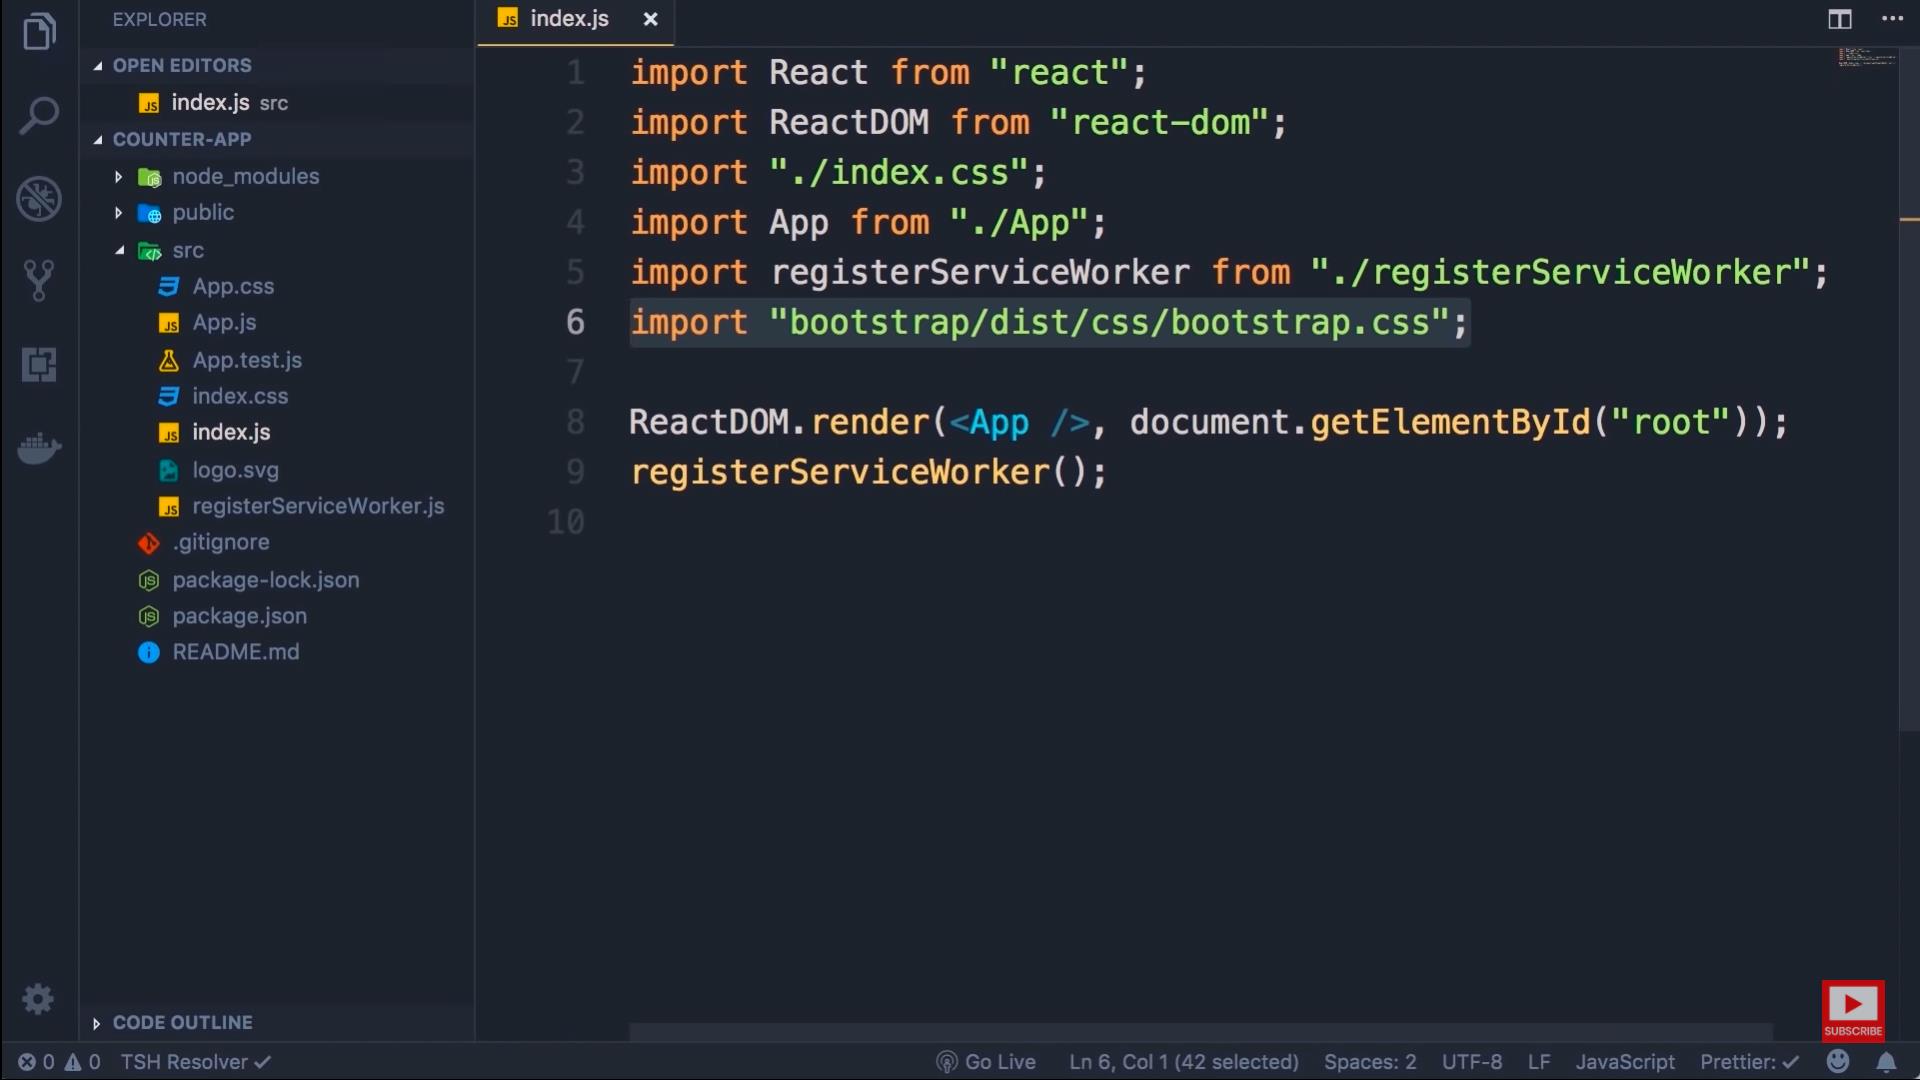 EXPLORER
OPEN EDITORS
JS index.js src
COUNTER-APP
node_modules
public
src
App.css
JS App.js
App.test.js
index.css
JS index.js
logo.svg
JS registerServiceWorker.js
.gitignore
package-lock.json
package.json
README.md
CODE OUTLINE
JS index.js ×
1 import React from "react";
2 import ReactDOM from "react-dom";
3 import "./index.css";
4 import App from "./App";
5 import registerServiceWorker from "./registerServiceWorker";
6 import "bootstrap/dist/css/bootstrap.css";
7
8 ReactDOM.render(<App />, document.getElementById("root"));
9 registerServiceWorker();
10
SUBSCRIBE
0 0 TSH Resolver ✓ Go Live Ln 6, Col 1 (42 selected) Spaces: 2 UTF-8 LF JavaScript Prettier: ✓